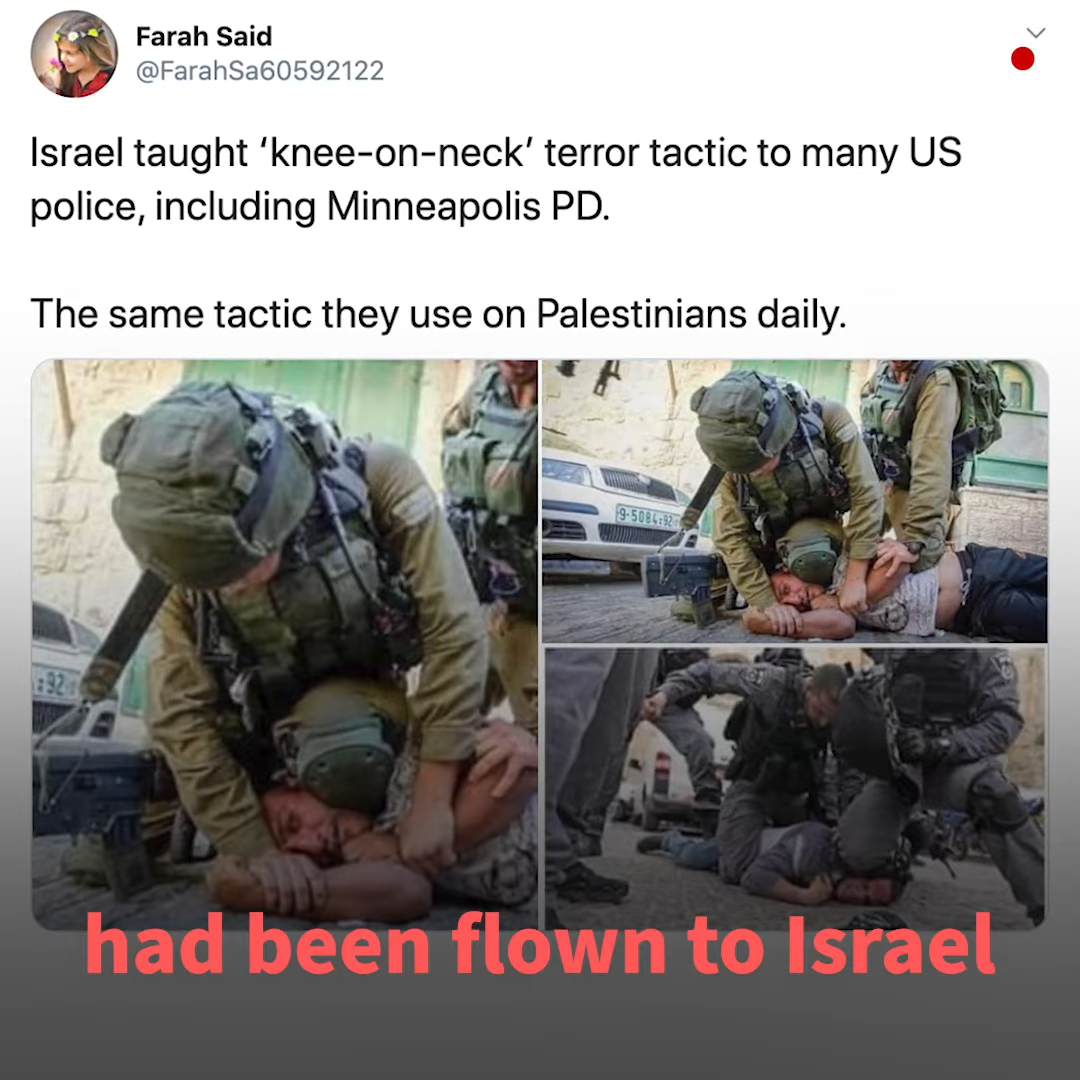 Farah Said
@FarahSa60592122
Israel taught ‘knee-on-neck’ terror tactic to many US
police, including Minneapolis PD.
The same tactic they use on Palestinians daily.
9-5084-92
:92
had been flown to Israel